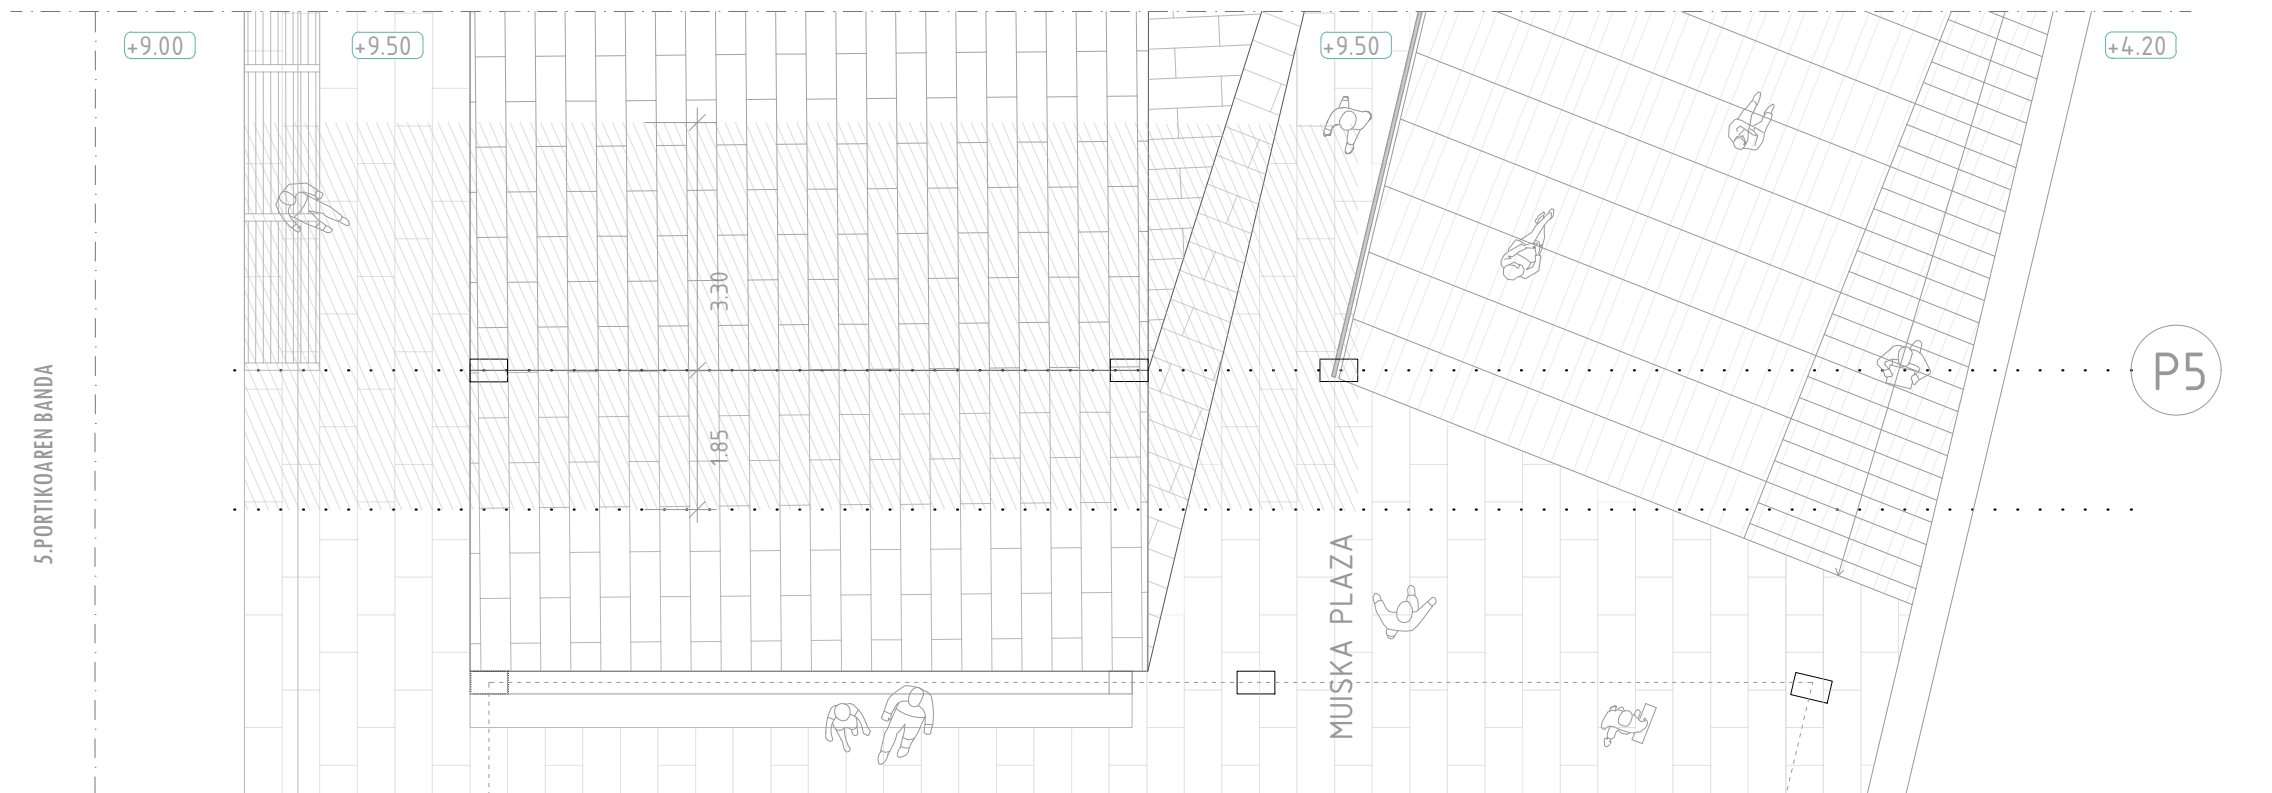 +9.00
+9.50
+9.50
+4.20
3.30
P5
1.85
5.PORTIKOAREN BANDA
MUISKA PLAZA